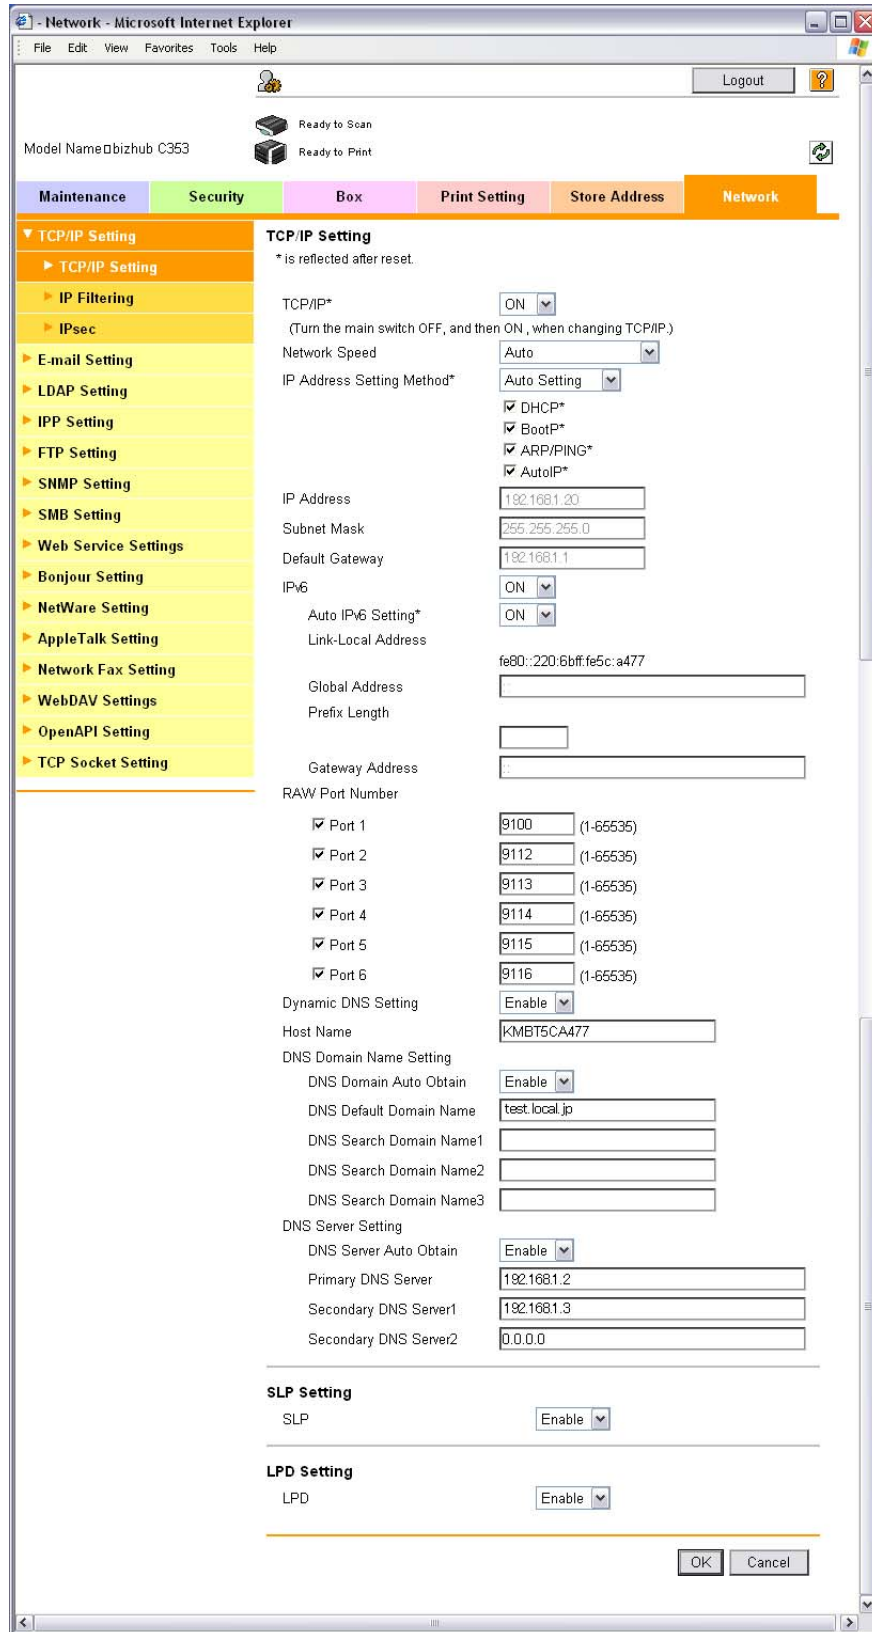 - Network - Microsoft Internet Explorer
File Edit View Favorites Tools Help
Logout ?
Ready to Scan
Model Name□bizhub C353
Ready to Print
Maintenance Security Box Print Setting Store Address Network
TCP/IP Setting
TCP/IP Setting
IP Filtering
IPsec
E-mail Setting
LDAP Setting
IPP Setting
FTP Setting
SNMP Setting
SMB Setting
Web Service Settings
Bonjour Setting
NetWare Setting
AppleTalk Setting
Network Fax Setting
WebDAV Settings
OpenAPI Setting
TCP Socket Setting
TCP/IP Setting
* is reflected after reset.
TCP/IP* ON
(Turn the main switch OFF, and then ON , when changing TCP/IP.)
Network Speed Auto
IP Address Setting Method* Auto Setting
DHCP*
BootP*
ARP/PING*
AutoIP*
IP Address 192.168.1.20
Subnet Mask 255.255.255.0
Default Gateway 192.168.1.1
IPv6 ON
Auto IPv6 Setting* ON
Link-Local Address
fe80::220:6bff:fe5c:a477
Global Address ::
Prefix Length
Gateway Address ::
RAW Port Number
Port 1 9100 (1-65535)
Port 2 9112 (1-65535)
Port 3 9113 (1-65535)
Port 4 9114 (1-65535)
Port 5 9115 (1-65535)
Port 6 9116 (1-65535)
Dynamic DNS Setting Enable
Host Name KMBT5CA477
DNS Domain Name Setting
DNS Domain Auto Obtain Enable
DNS Default Domain Name test.local.jp
DNS Search Domain Name1
DNS Search Domain Name2
DNS Search Domain Name3
DNS Server Setting
DNS Server Auto Obtain Enable
Primary DNS Server 192.168.1.2
Secondary DNS Server1 192.168.1.3
Secondary DNS Server2 0.0.0.0
SLP Setting
SLP Enable
LPD Setting
LPD Enable
OK Cancel